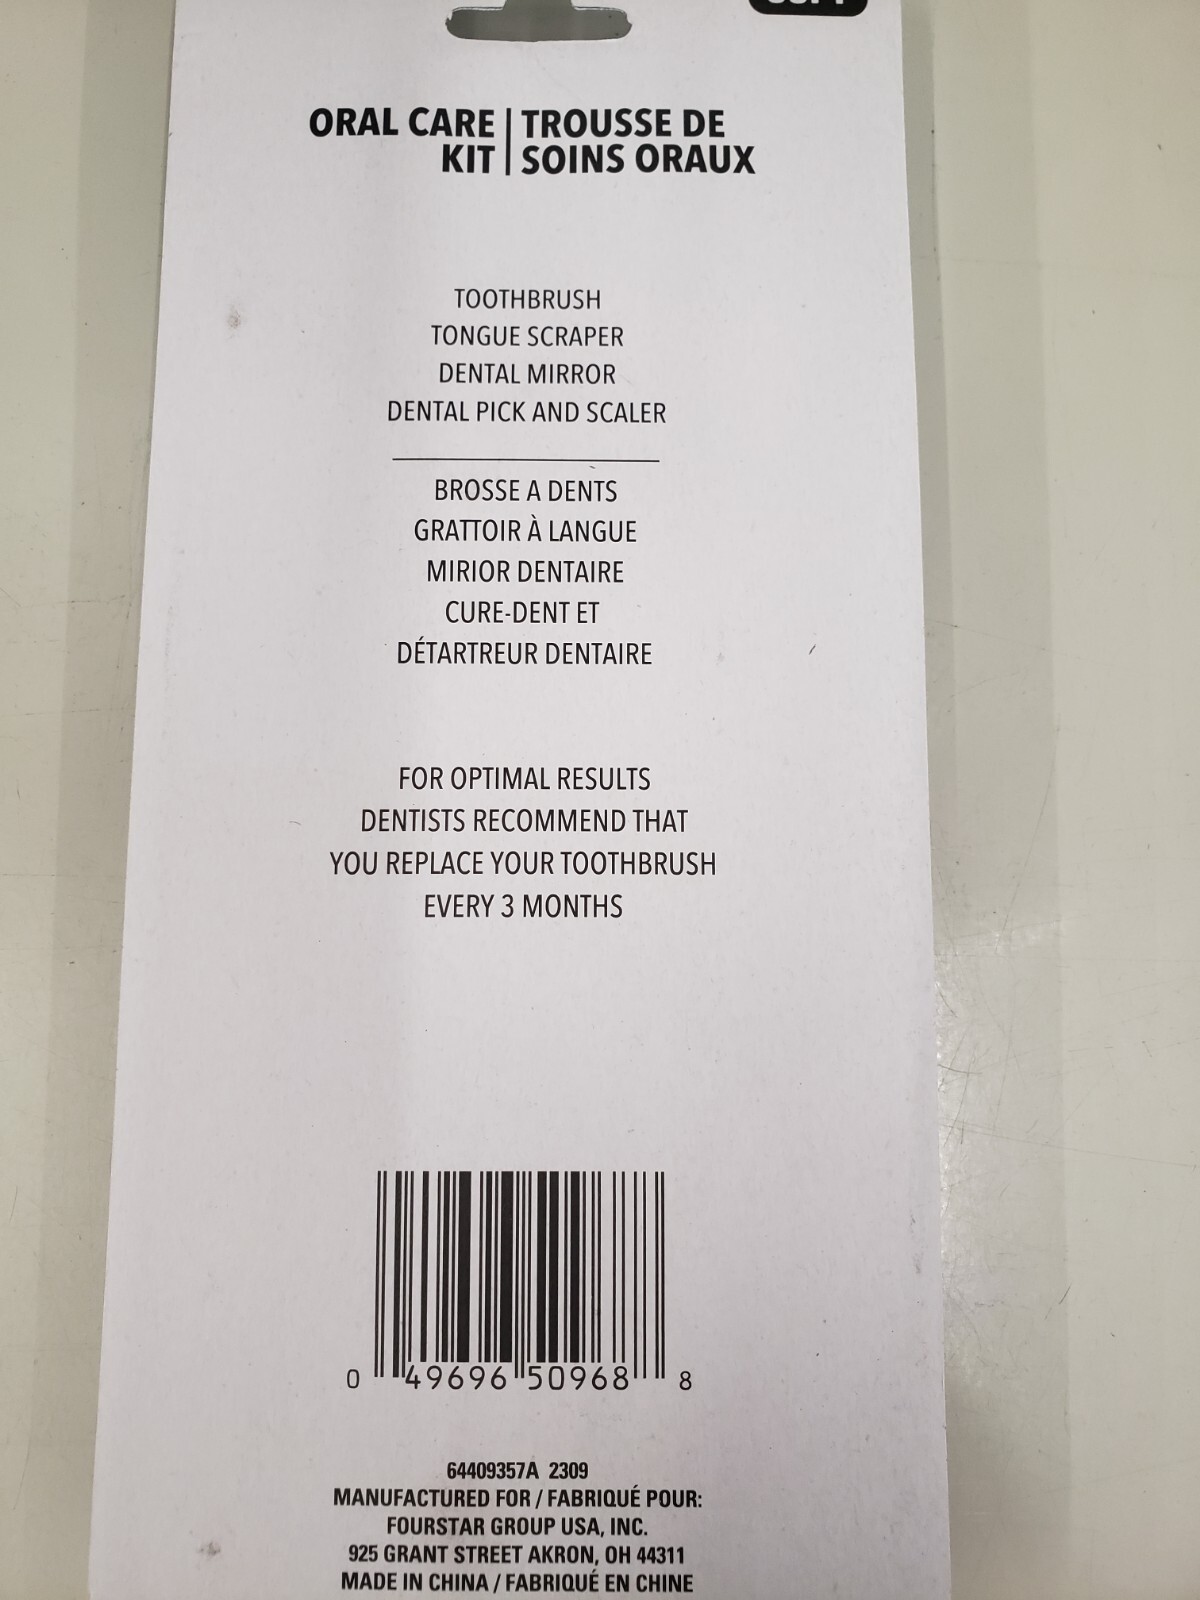 ORAL CARE | TROUSSE DE
KIT | SOINS ORAUX
TOOTHBRUSH
TONGUE SCRAPER
DENTAL MIRROR
DENTAL PICK AND SCALER
BROSSE A DENTS
GRATTOIR À LANGUE
MIRIOR DENTAIRE
CURE-DENT ET
DÉTARTREUR DENTAIRE
FOR OPTIMAL RESULTS
DENTISTS RECOMMEND THAT
YOU REPLACE YOUR TOOTHBRUSH
EVERY 3 MONTHS
0 49696 50968 8
64409357A 2309
MANUFACTURED FOR / FABRIQUÉ POUR:
FOURSTAR GROUP USA, INC.
925 GRANT STREET AKRON, OH 44311
MADE IN CHINA / FABRIQUÉ EN CHINE